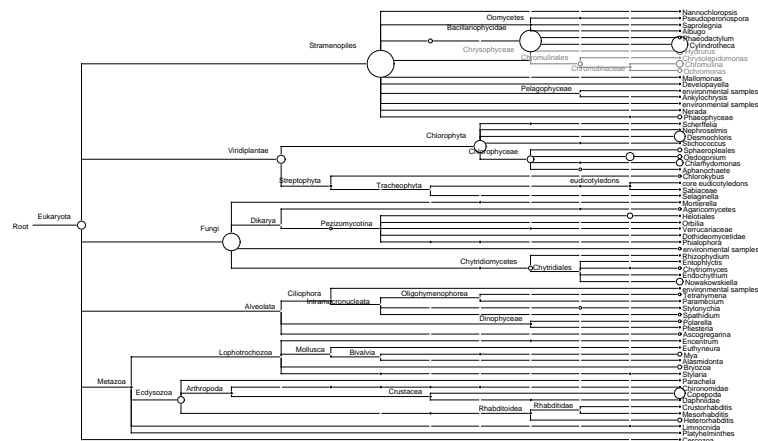 Nannochloropsis
Oomycetes
Pseudoperonospora
Saprolegnia
Bacillariophycidae
Albugo
Phaeodactylum
Stramenopiles
Cylindrotheca
Chrysophyceae
Hydrurus
Chromulinales
Chrysolepidomonas
Chromulina
Chromulinaceae
Ochromonas
Mallomonas
Developayella
Pelagophyceae
environmental samples
Ankylochrysis
environmental samples
Nerada
Phaeophyceae
Scherffelia
Nephroselmis
Chlorophyta
Desmochloris
Stichococcus
Viridiplantae
Chlorophyceae
Sphaeropleales
Oedogonium
Chlamydomonas
Aphanochaete
Chlorokybus
Streptophyta
eudicotyledons
core eudicotyledons
Tracheophyta
Sabiaceae
Selaginella
Mortierella
Agaricomycetes
Eukaryota
Helotiales
Dikarya
Orbilia
Root
Fungi
Pezizomycotina
Verrucariaceae
Dothideomycetidae
Phialophora
environmental samples
Rhizophydium
Chytridiomycetes
Entophlyctis
Chytridiales
Chytriomyces
Endochytrium
Nowakowskiella
environmental samples
Ciliophora
Oligohymenophorea
Tetrahymena
Intramacronucleata
Paramecium
Alveolata
Stylonychia
Spathidium
Dinophyceae
Polarella
Pfiesteria
Ascogregarina
Encentrum
Euthyneura
Lophotrochozoa
Mollusca
Bivalvia
Mya
Alasmidonta
Bryozoa
Stylaria
Metazoa
Parachela
Ecdysozoa
Arthropoda
Chironomidae
Crustacea
Copepoda
Daphniidae
Rhabditidae
Crustorhabditis
Rhabditoidea
Mesorhabditis
Heterorhabditis
Limnocnida
Platyhelminthes
Cercozoa